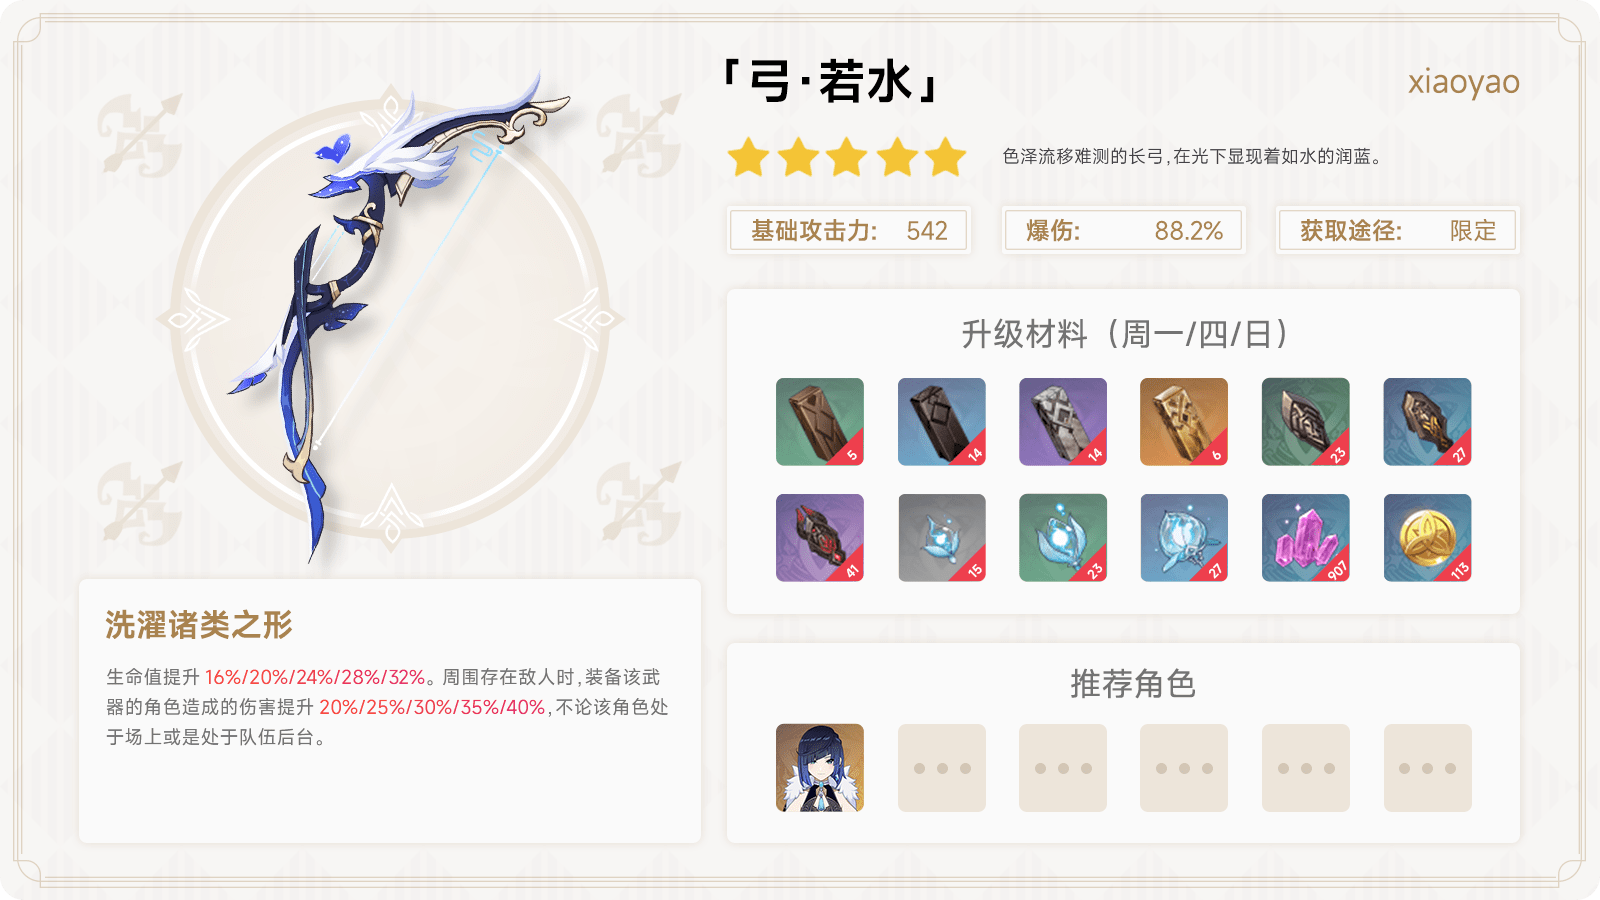 「弓·若水」
xiaoyao
色泽流移难测的长弓,在光下显现着如水的润蓝。
基础攻击力: 542
爆伤: 88.2%
获取途径: 限定
升级材料（周一/四/日）
5 14 14 6 23 27
41 15 23 27 907 113
洗濯诸类之形
生命值提升 16%/20%/24%/28%/32%。周围存在敌人时,装备该武
器的角色造成的伤害提升 20%/25%/30%/35%/40%,不论该角色处
于场上或是处于队伍后台。
推荐角色